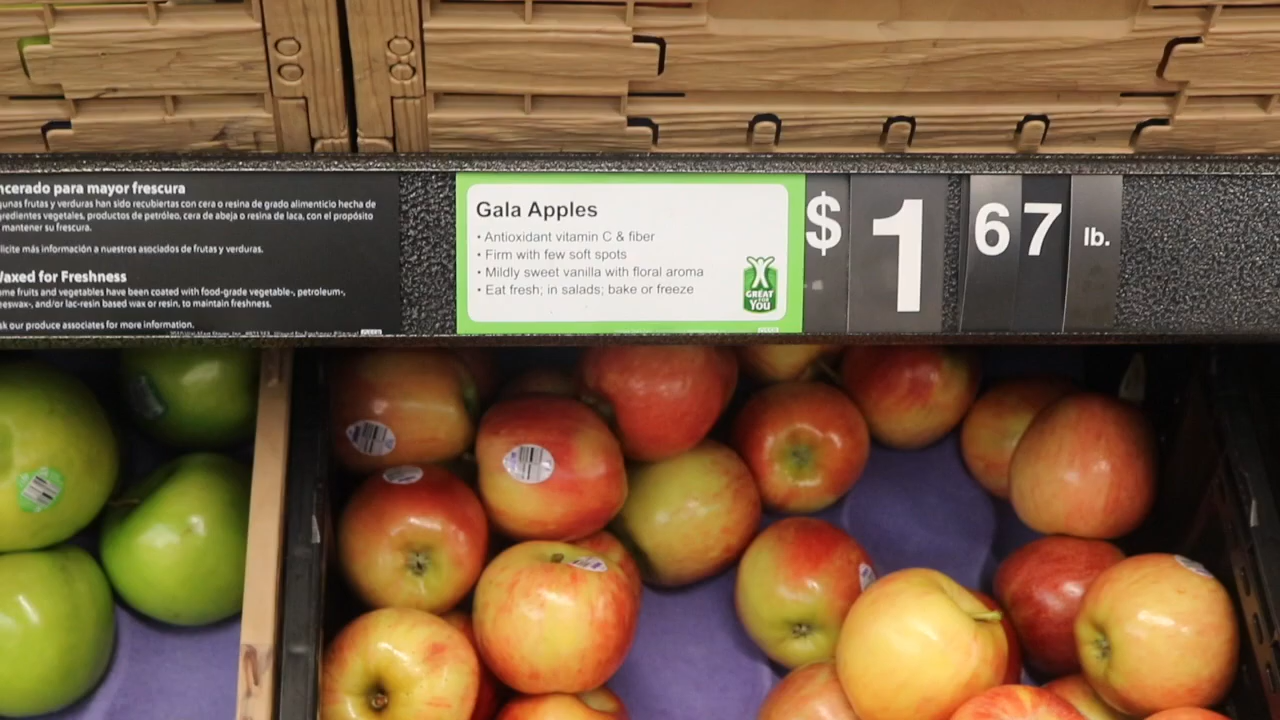 ncerado para mayor frescura
gunas frutas y verduras han sido recubiertas con cera o resina de grado alimenticio hecha de
gredientes vegetales, productos de petróleo, cera de abeja o resina de laca, con el propósito
mantener su frescura.
licite más información a nuestros asociados de frutas y verduras.
Waxed for Freshness
ome fruits and vegetables have been coated with food-grade vegetable-, petroleum-,
eeswax-, and/or lac-resin based wax or resin, to maintain freshness.
sk our produce associates for more information.
Gala Apples
• Antioxidant vitamin C & fiber
• Firm with few soft spots
• Mildly sweet vanilla with floral aroma
• Eat fresh; in salads; bake or freeze
GREAT
FOR
YOU
$ 1 67 lb.